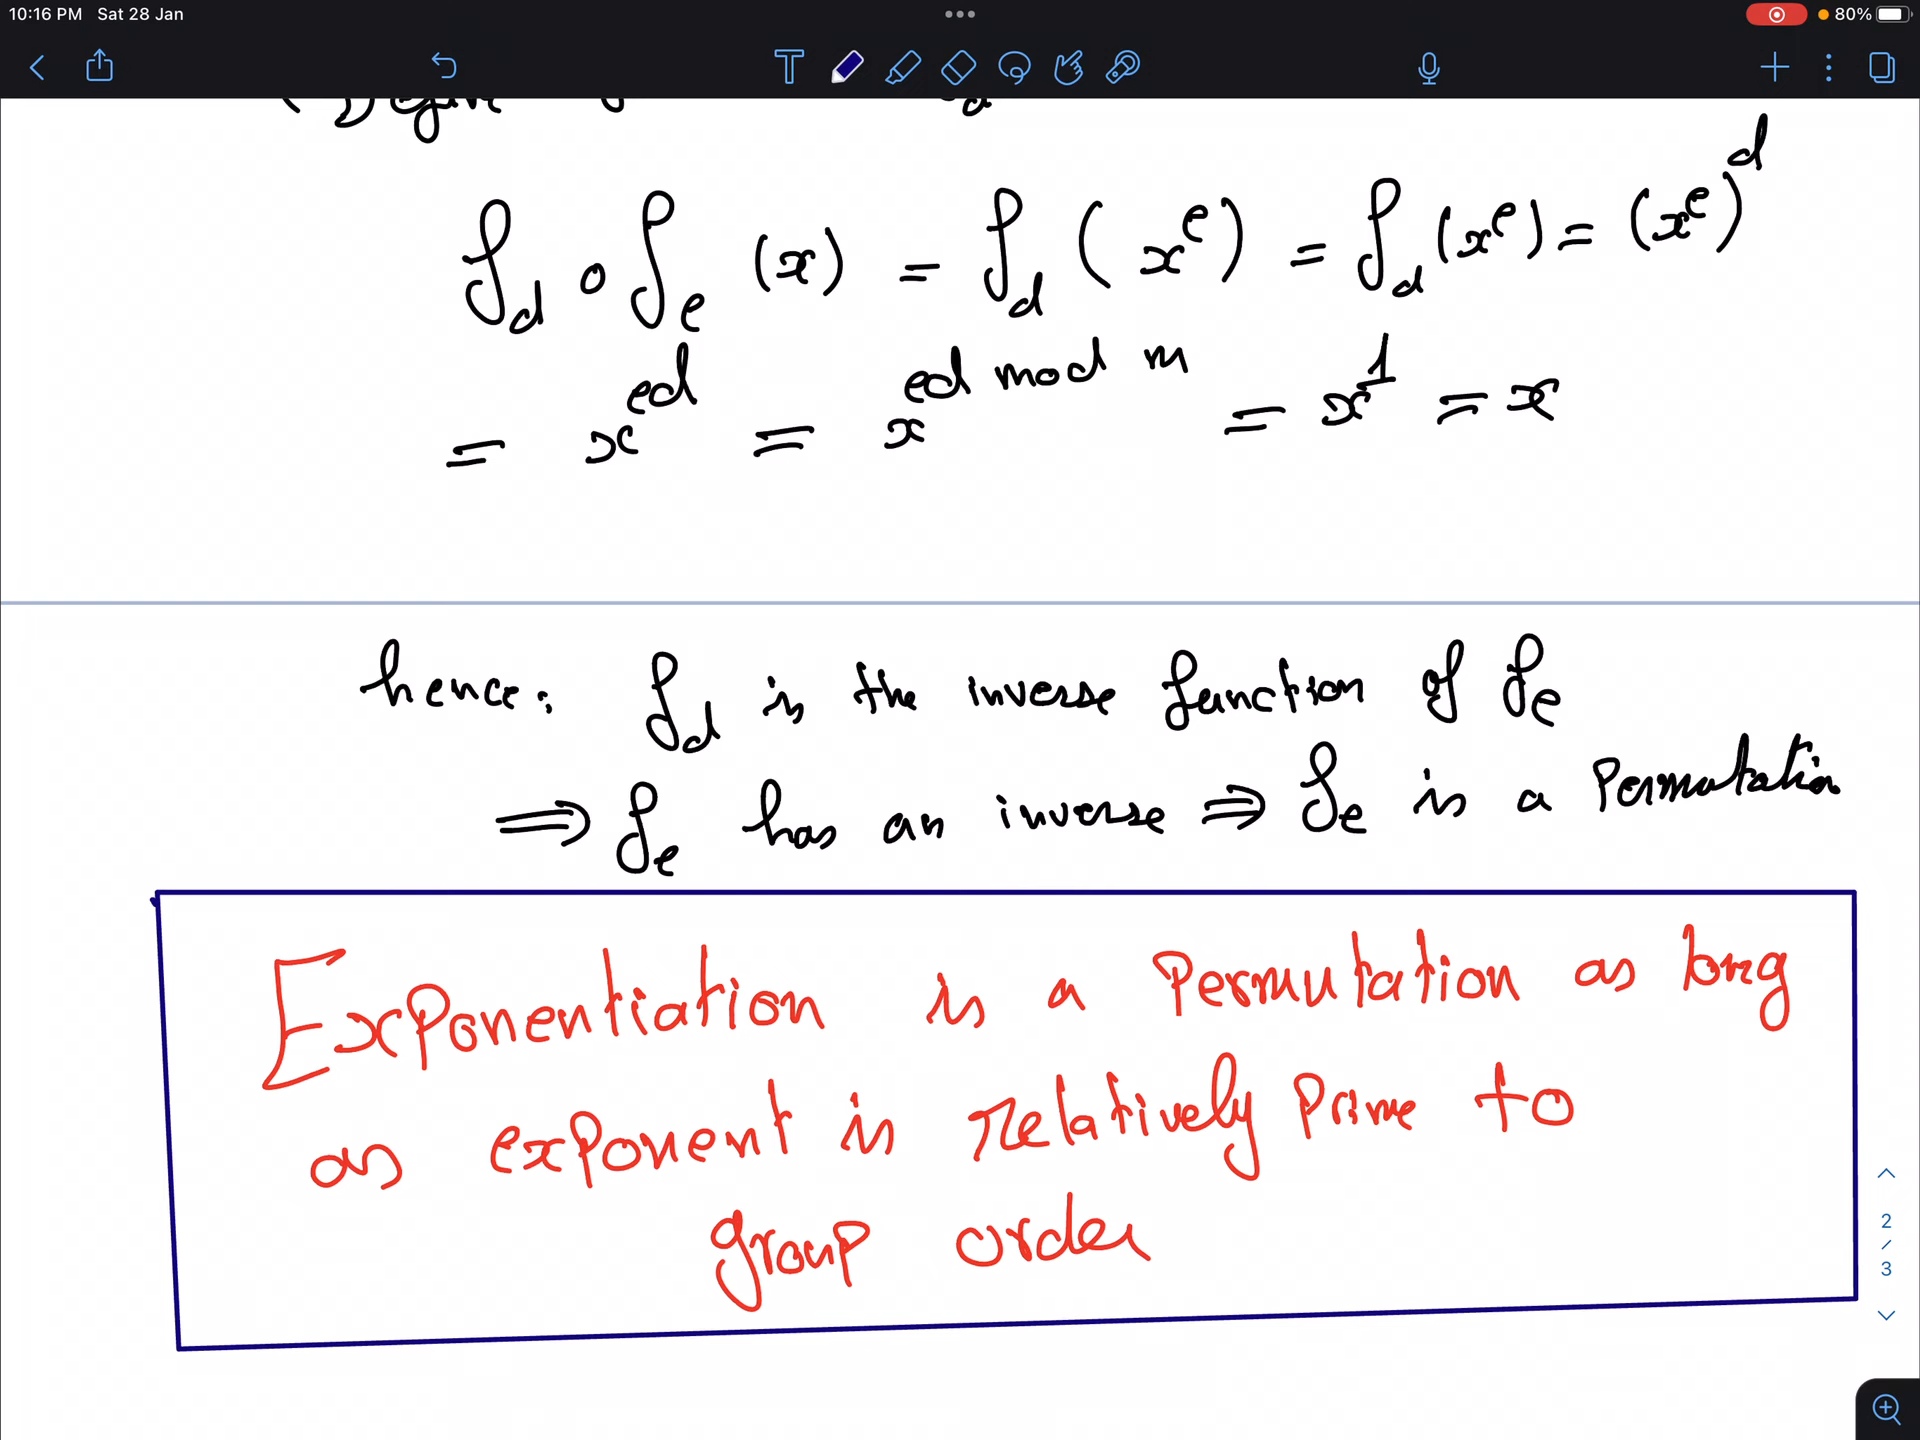 10:16 PM Sat 28 Jan
80%
T
Define
f_d ∘ f_e (x) = f_d ( x^e ) = f_d (x^e) = (x^e)^d
= x^{ed} = x^{ed mod m} = x^1 = x
hence: f_d is the inverse function of f_e
⇒ f_e has an inverse ⇒ f_e is a Permutation
Exponentiation is a Permutation as long
as exponent is relatively Prime to
group order
2
/
3